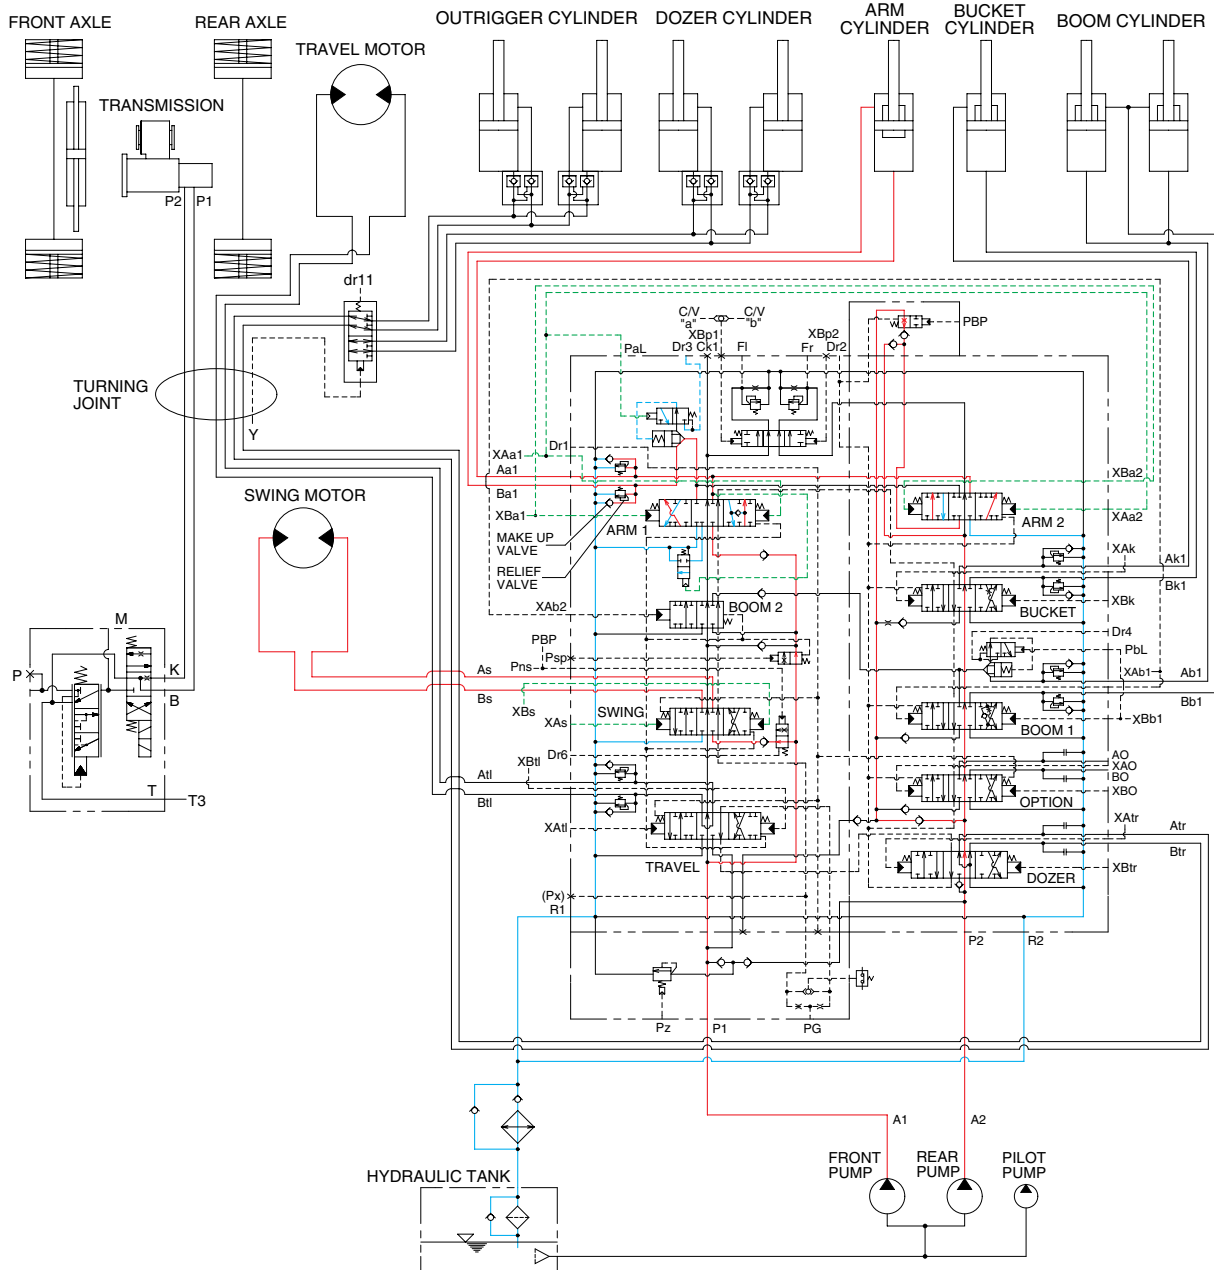 FRONT AXLE
REAR AXLE
OUTRIGGER CYLINDER
DOZER CYLINDER
ARM
CYLINDER
BUCKET
CYLINDER
BOOM CYLINDER
TRAVEL MOTOR
TRANSMISSION
P2
P1
dr11
TURNING
JOINT
Y
C/V
"a"
C/V
"b"
PBP
PaL
Dr3
XBp1
Ck1
Fl
Fr
XBp2
Dr2
Dr1
XAa1
Aa1
Ba1
XBa1
ARM 1
MAKE UP
VALVE
RELIEF
VALVE
XBa2
XAa2
ARM 2
XAk
Ak1
Bk1
XBk
BUCKET
SWING MOTOR
XAb2
BOOM 2
PBP
Psp
Pns
Dr4
PbL
XAb1
Ab1
Bb1
XBb1
BOOM 1
As
Bs
XBs
XAs
SWING
Dr6
XBtl
Atl
Btl
XAtl
TRAVEL
AO
XAO
BO
XBO
OPTION
XAtr
Atr
Btr
XBtr
DOZER
M
P
K
B
T
T3
(Px)
R1
P2
R2
Pz
P1
PG
A1
A2
FRONT
PUMP
REAR
PUMP
PILOT
PUMP
HYDRAULIC TANK